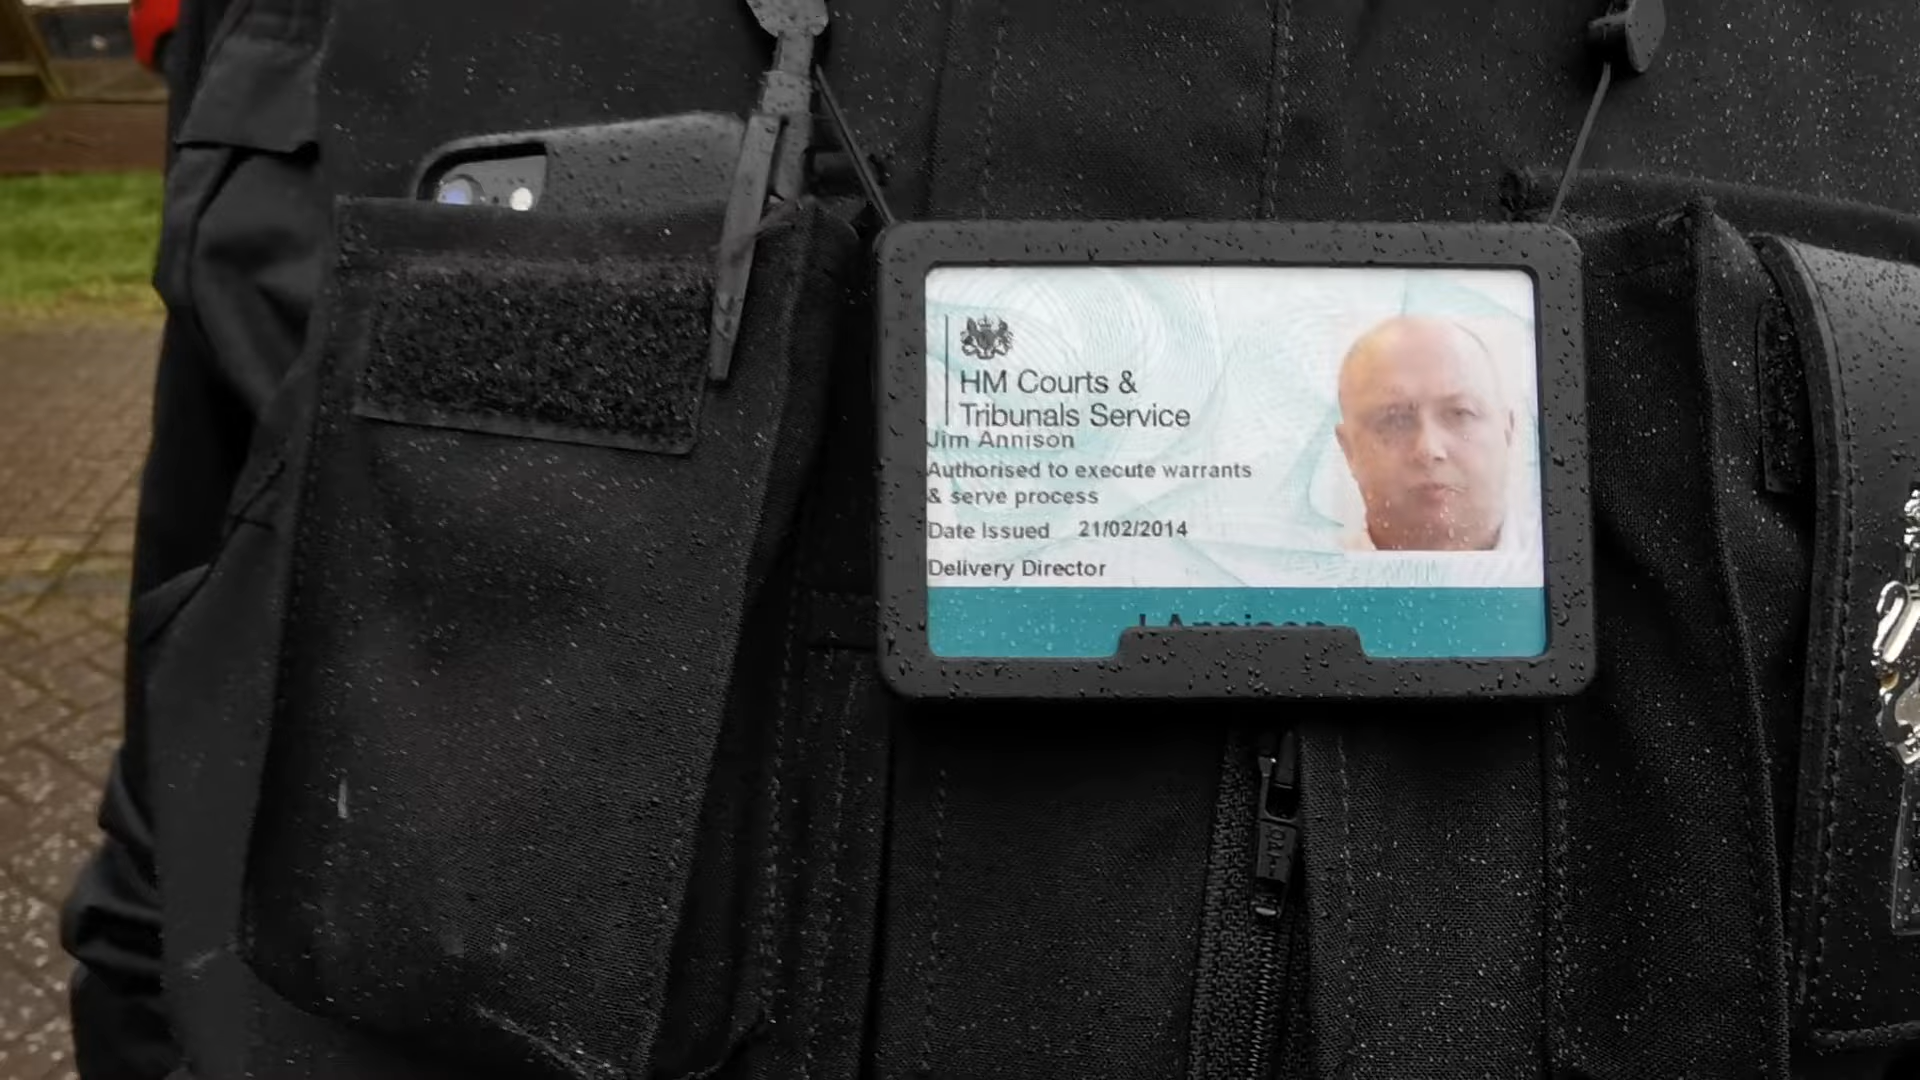 HM Courts &
Tribunals Service
Jim Annison
Authorised to execute warrants
& serve process
Date Issued 21/02/2014
Delivery Director
J Annison